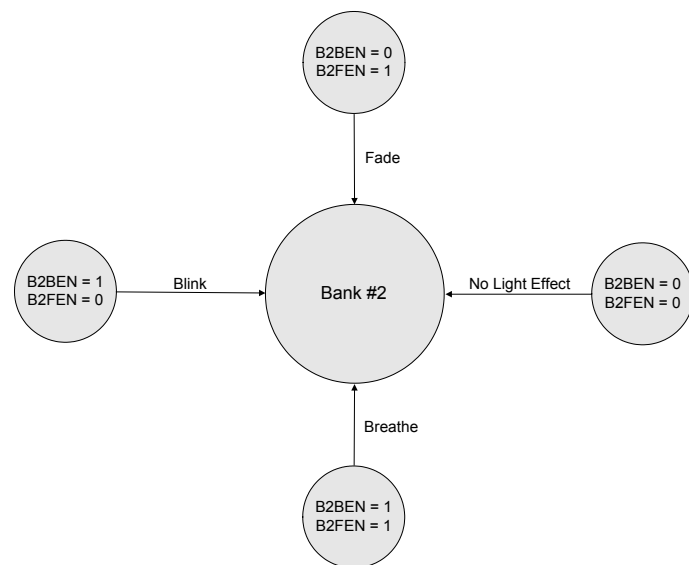 B2BEN = 0
B2FEN = 1
Fade
B2BEN = 1
B2FEN = 0
Blink
Bank #2
No Light Effect
B2BEN = 0
B2FEN = 0
Breathe
B2BEN = 1
B2FEN = 1